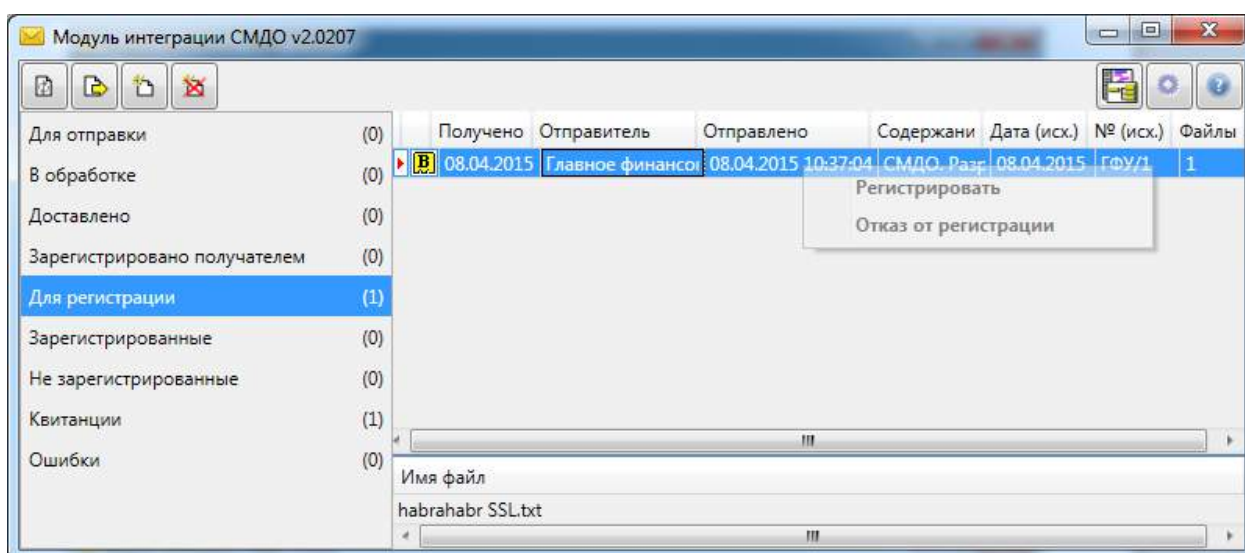 Модуль интеграции СМДО v2.0207
Для отправки (0)
В обработке (0)
Доставлено (0)
Зарегистрировано получателем (0)
Для регистрации (1)
Зарегистрированные (0)
Не зарегистрированные (0)
Квитанции (1)
Ошибки (0)
Получено Отправитель Отправлено Содержани Дата (исх.) № (исх.) Файлы
В 08.04.2015 Главное финансо 08.04.2015 10:37:04 СМДО. Разр 08.04.2015 ГФУ/1 1
Регистрировать
Отказ от регистрации
Имя файл
habrahabr SSL.txt